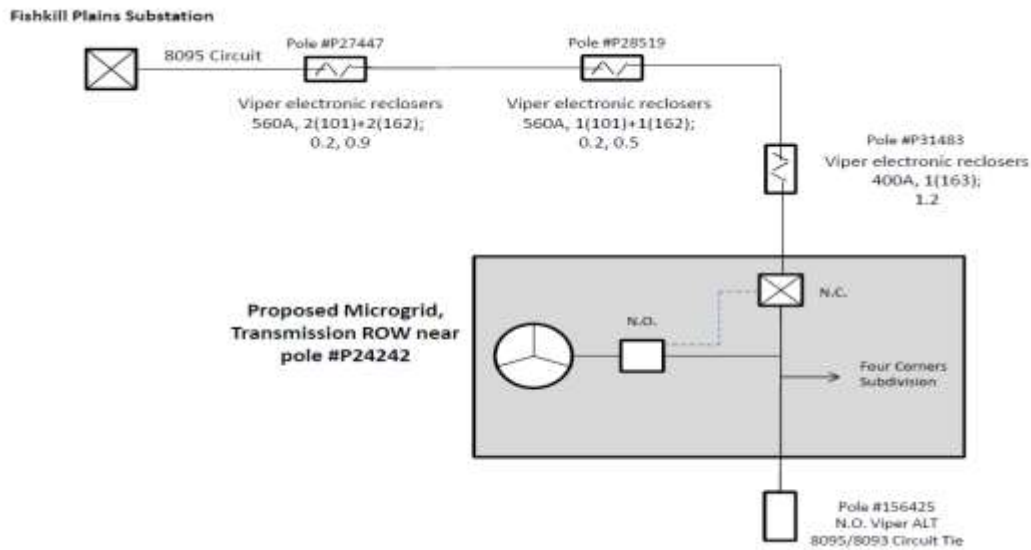 Fishkill Plains Substation
8095 Circuit
Pole #P27447
Viper electronic reclosers
560A, 2(101)+2(162);
0.2, 0.9
Pole #P28519
Viper electronic reclosers
560A, 1(101)+1(162);
0.2, 0.5
Pole #P31483
Viper electronic reclosers
400A, 1(163);
1.2
Proposed Microgrid,
Transmission ROW near
pole #P24242
N.O.
N.C.
Four Corners
Subdivision
Pole #156425
N.O. Viper ALT
8095/8093 Circuit Tie